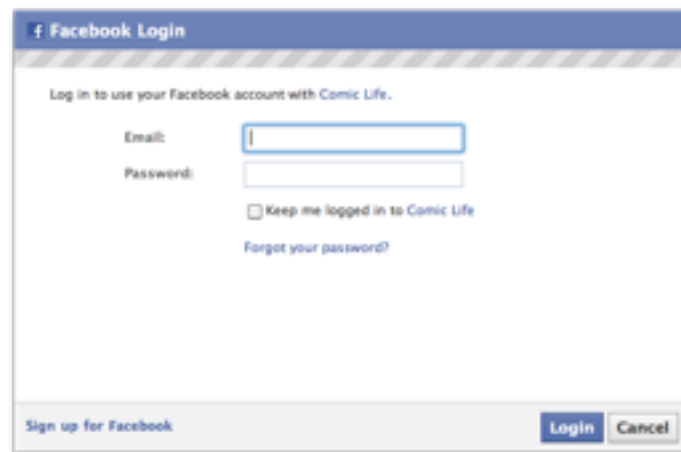 f Facebook Login
Log in to use your Facebook account with Comic Life.
Email:
Password:
Keep me logged in to Comic Life
Forgot your password?
Sign up for Facebook
Login Cancel